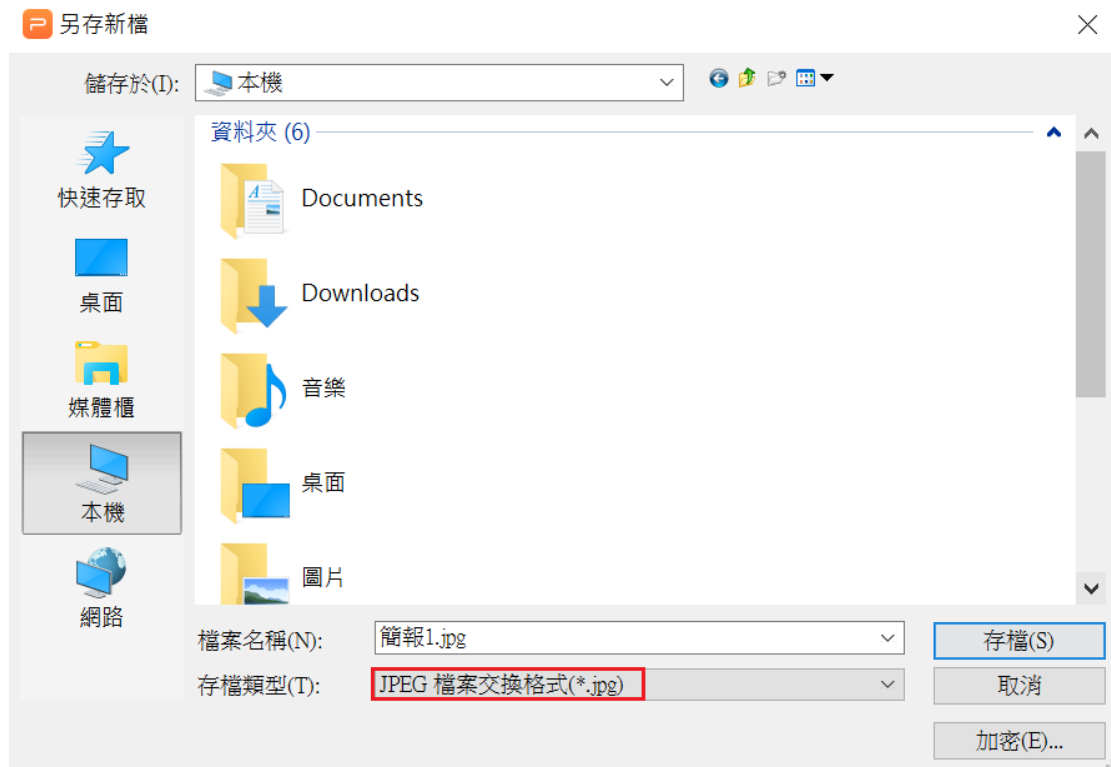 另存新檔
儲存於(I):
本機
快速存取
桌面
媒體櫃
本機
網路
資料夾 (6)
Documents
Downloads
音樂
桌面
圖片
檔案名稱(N):
簡報1.jpg
存檔(S)
存檔類型(T):
JPEG 檔案交換格式(*.jpg)
取消
加密(E)...